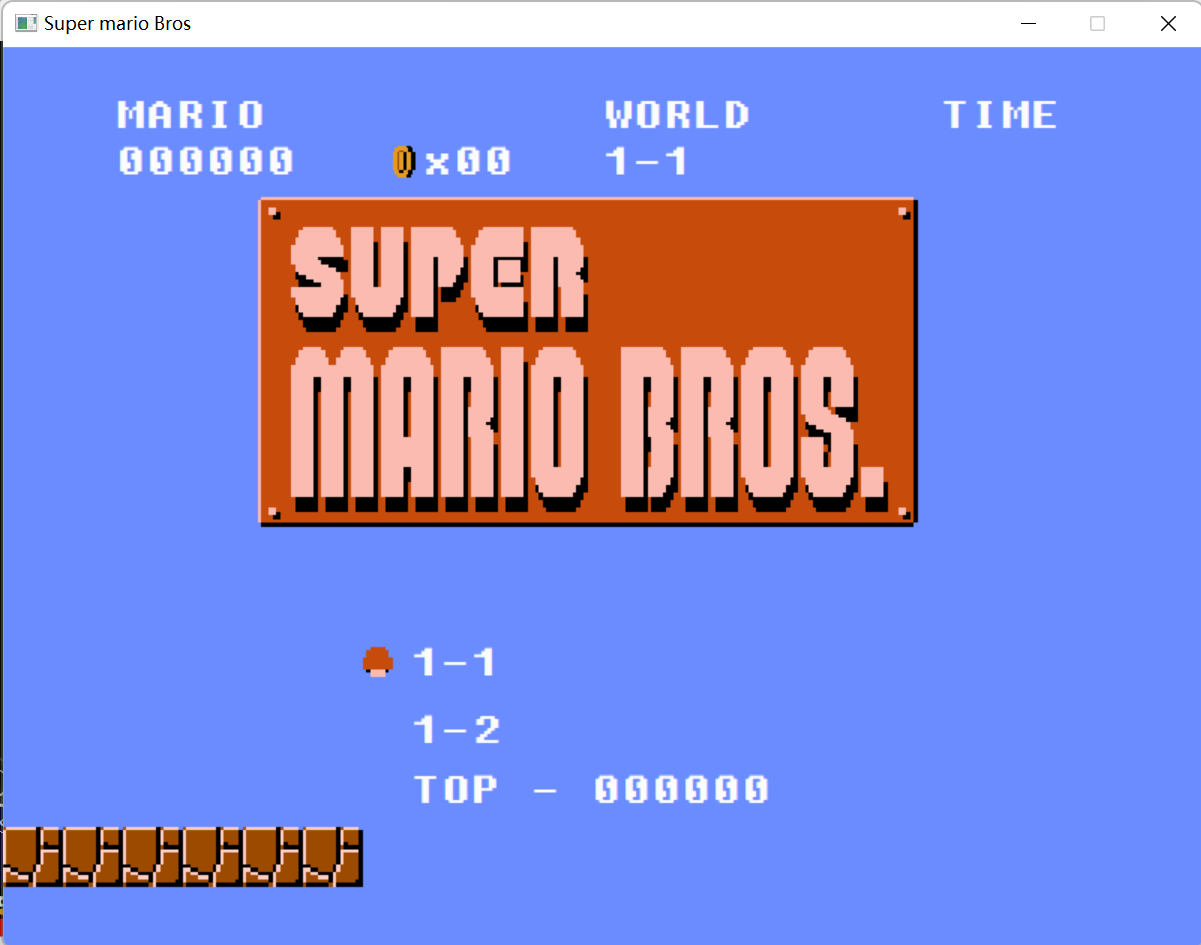 Super mario Bros
MARIO WORLD TIME
000000 x00 1-1
SUPER
MARIO BROS.
1-1
1-2
TOP - 000000